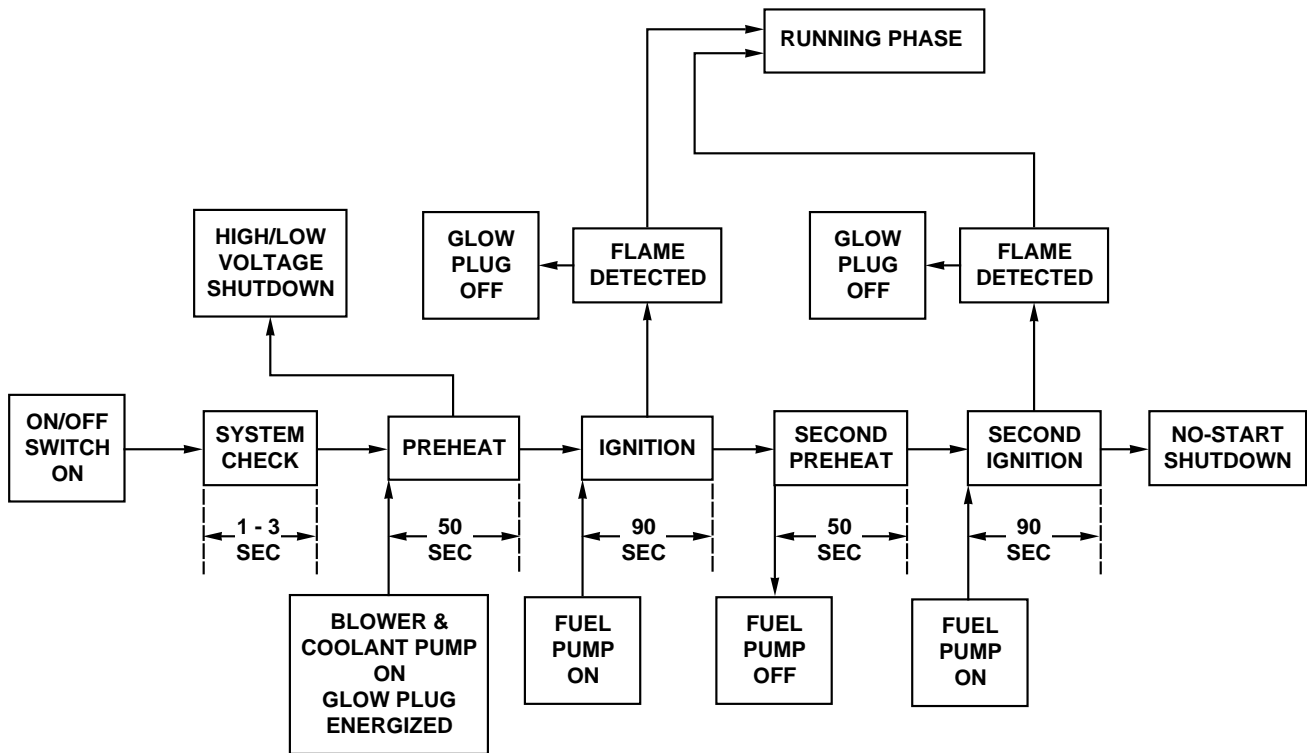 RUNNING PHASE
HIGH/LOW
VOLTAGE
SHUTDOWN
GLOW
PLUG
OFF
FLAME
DETECTED
GLOW
PLUG
OFF
FLAME
DETECTED
ON/OFF
SWITCH
ON
SYSTEM
CHECK
PREHEAT
IGNITION
SECOND
PREHEAT
SECOND
IGNITION
NO-START
SHUTDOWN
1 - 3
SEC
50
SEC
90
SEC
50
SEC
90
SEC
BLOWER &
COOLANT PUMP
ON
GLOW PLUG
ENERGIZED
FUEL
PUMP
ON
FUEL
PUMP
OFF
FUEL
PUMP
ON